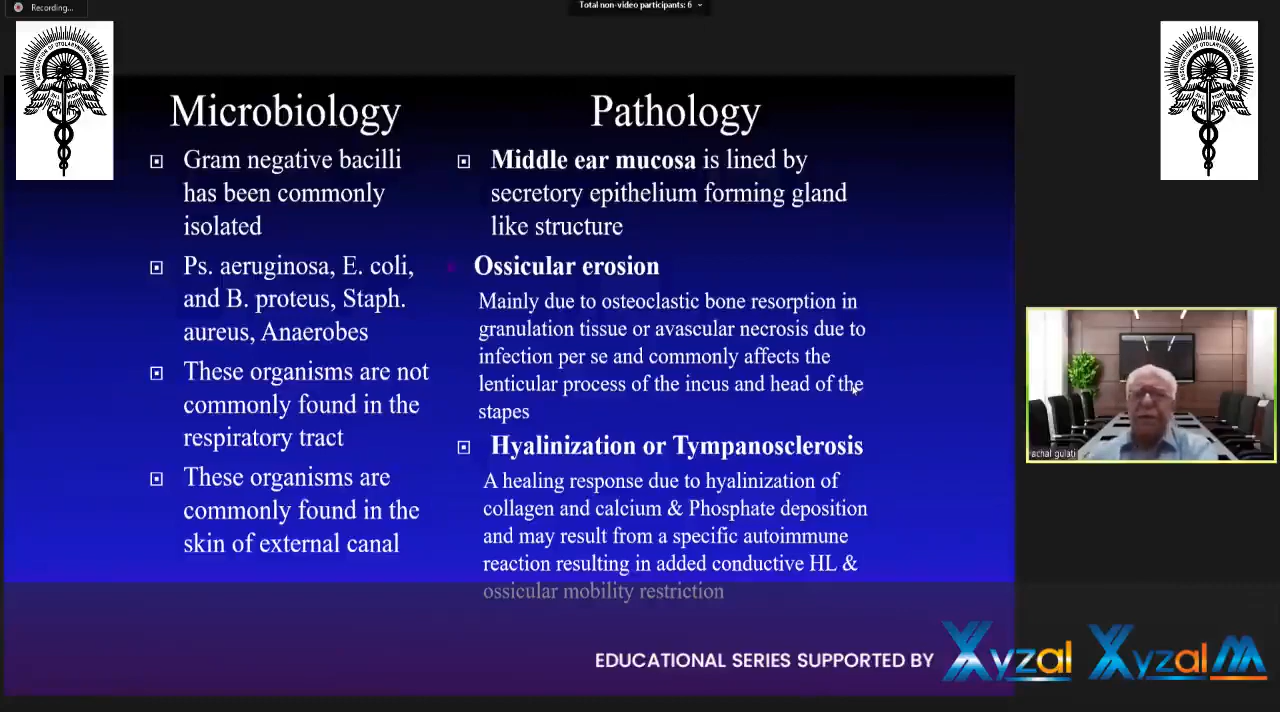 Recording...
Total non-video participants: 6
Microbiology
Gram negative bacilli
has been commonly
isolated
Ps. aeruginosa, E. coli,
and B. proteus, Staph.
aureus, Anaerobes
These organisms are not
commonly found in the
respiratory tract
These organisms are
commonly found in the
skin of external canal
Pathology
Middle ear mucosa is lined by
secretory epithelium forming gland
like structure
Ossicular erosion
Mainly due to osteoclastic bone resorption in
granulation tissue or avascular necrosis due to
infection per se and commonly affects the
lenticular process of the incus and head of the
stapes
Hyalinization or Tympanosclerosis
A healing response due to hyalinization of
collagen and calcium & Phosphate deposition
and may result from a specific autoimmune
reaction resulting in added conductive HL &
ossicular mobility restriction
achal gulati
EDUCATIONAL SERIES SUPPORTED BY
Xyzal
Xyzal M